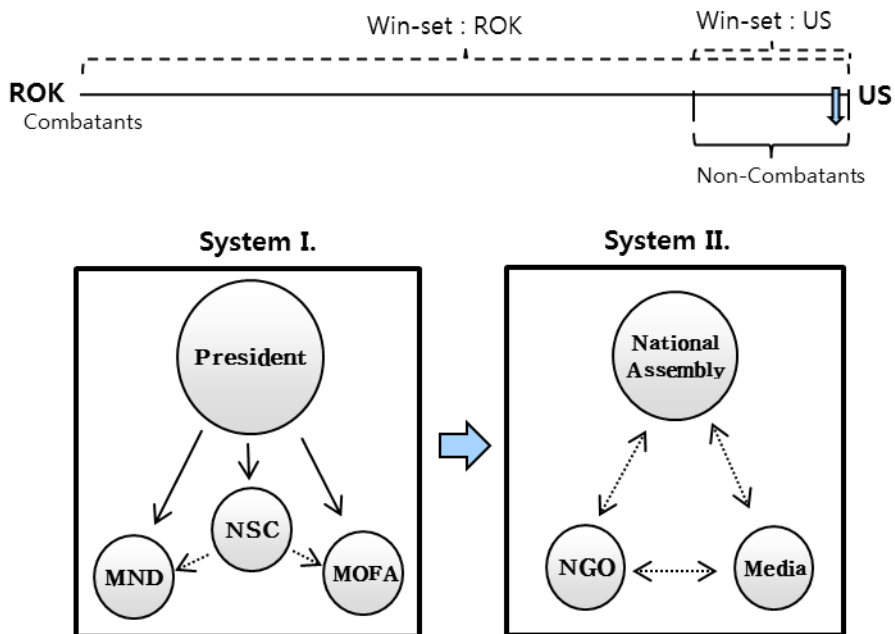 Win-set : ROK
Win-set : US
ROK
US
Combatants
Non-Combatants
System I.
System II.
President
NSC
MND
MOFA
National
Assembly
NGO
Media